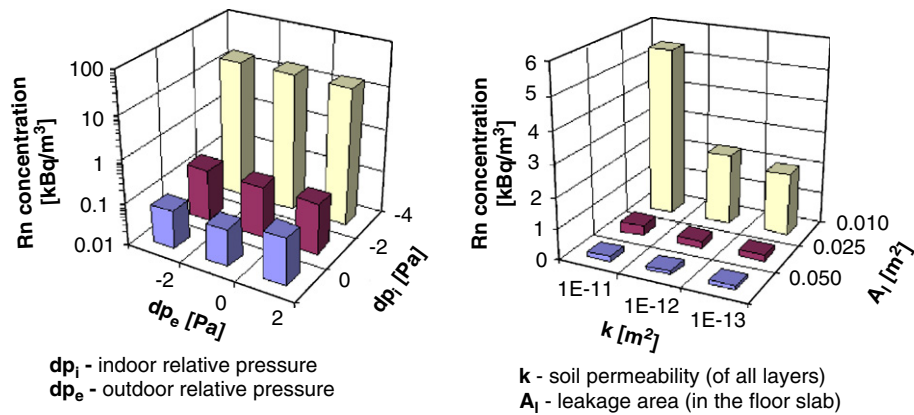 Rn concentration
[kBq/m³]
100
10
1
0.1
0.01
-2
0
2
dpₑ [Pa]
-4
-2
0
dpᵢ [Pa]
dpᵢ - indoor relative pressure
dpₑ - outdoor relative pressure
Rn concentration
[kBq/m³]
6
5
4
3
2
1
0
1E-11
1E-12
1E-13
k [m²]
0.010
0.025
0.050
Aₗ [m²]
k - soil permeability (of all layers)
Aₗ - leakage area (in the floor slab)